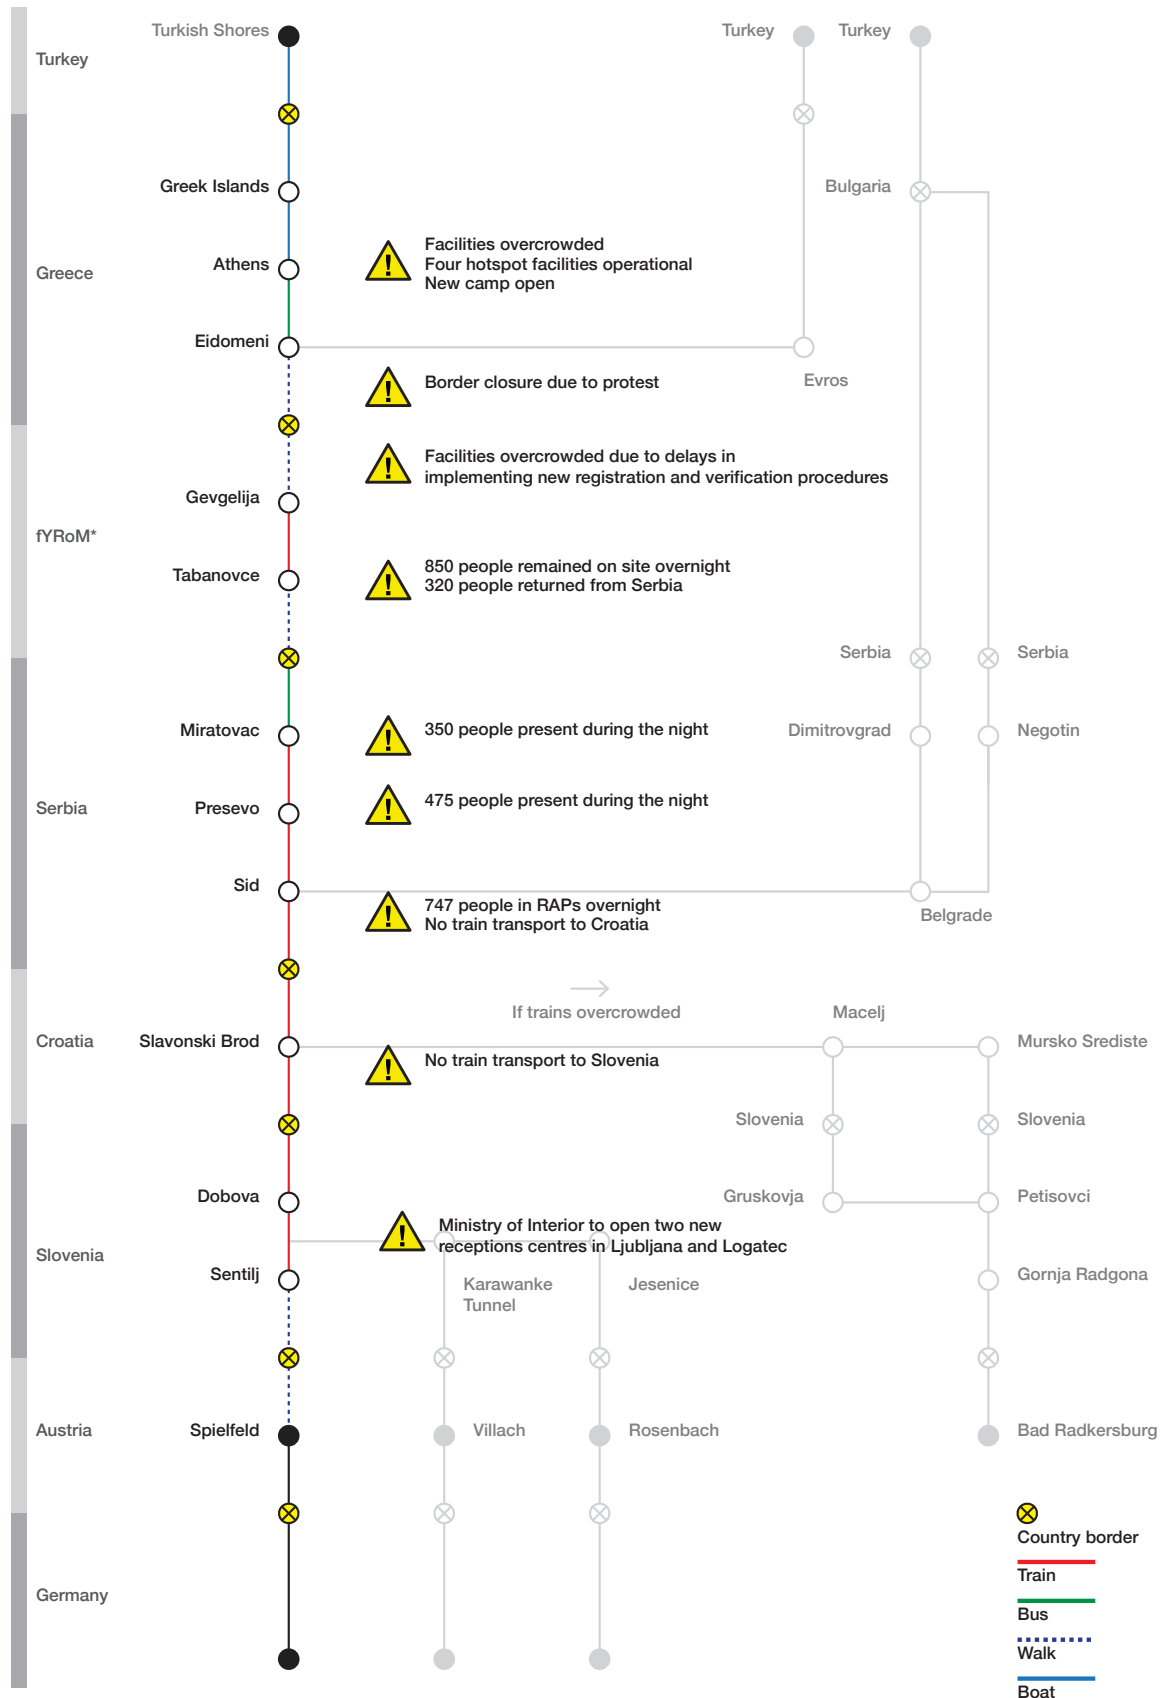 Turkish Shores
Turkey
Turkey
Turkey
Greek Islands
Bulgaria
Facilities overcrowded
Four hotspot facilities operational
New camp open
Athens
Greece
Eidomeni
Border closure due to protest
Evros
Facilities overcrowded due to delays in
implementing new registration and verification procedures
Gevgelija
fYRoM*
850 people remained on site overnight
320 people returned from Serbia
Tabanovce
Serbia
Serbia
Miratovac
350 people present during the night
Dimitrovgrad
Negotin
Serbia
Presevo
475 people present during the night
Sid
747 people in RAPs overnight
No train transport to Croatia
Belgrade
If trains overcrowded
Macelj
Croatia
Slavonski Brod
Mursko Srediste
No train transport to Slovenia
Slovenia
Slovenia
Dobova
Gruskovja
Petisovci
Ministry of Interior to open two new
receptions centres in Ljubljana and Logatec
Slovenia
Sentilj
Karawanke
Tunnel
Jesenice
Gornja Radgona
Austria
Spielfeld
Villach
Rosenbach
Bad Radkersburg
Country border
Train
Germany
Bus
Walk
Boat